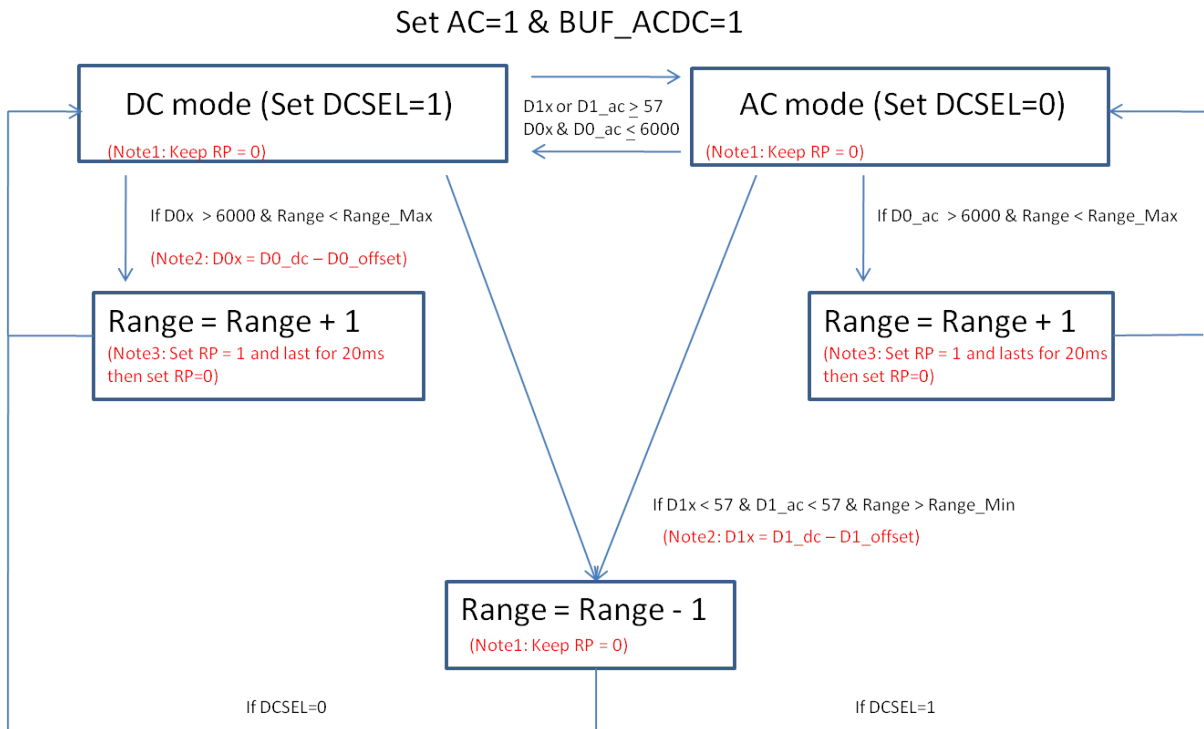 Set AC=1 & BUF_ACDC=1
DC mode (Set DCSEL=1)
(Note1: Keep RP = 0)
D1x or D1_ac ≥ 57
D0x & D0_ac ≤ 6000
AC mode (Set DCSEL=0)
(Note1: Keep RP = 0)
If D0x > 6000 & Range < Range_Max
(Note2: D0x = D0_dc – D0_offset)
If D0_ac > 6000 & Range < Range_Max
Range = Range + 1
(Note3: Set RP = 1 and last for 20ms
then set RP=0)
Range = Range + 1
(Note3: Set RP = 1 and lasts for 20ms
then set RP=0)
If D1x < 57 & D1_ac < 57 & Range > Range_Min
(Note2: D1x = D1_dc – D1_offset)
Range = Range - 1
(Note1: Keep RP = 0)
If DCSEL=0
If DCSEL=1